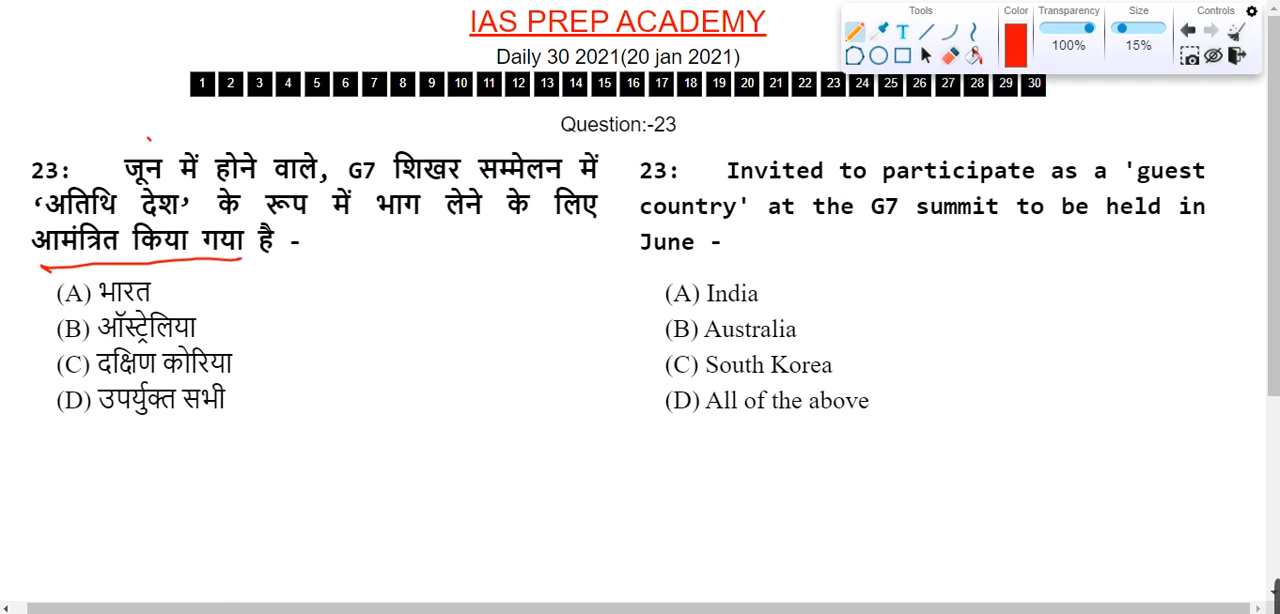 IAS PREP ACADEMY
Daily 30 2021(20 jan 2021)
1 2 3 4 5 6 7 8 9 10 11 12 13 14 15 16 17 18 19 20 21 22 23 24 25 26 27 28 29 30
Tools
Color
Transparency
100%
Size
15%
Controls
Question:-23
23: जून में होने वाले, G7 शिखर सम्मेलन में
‘अतिथि देश’ के रूप में भाग लेने के लिए
आमंत्रित किया गया है -
(A) भारत
(B) ऑस्ट्रेलिया
(C) दक्षिण कोरिया
(D) उपर्युक्त सभी
23: Invited to participate as a 'guest
country' at the G7 summit to be held in
June -
(A) India
(B) Australia
(C) South Korea
(D) All of the above